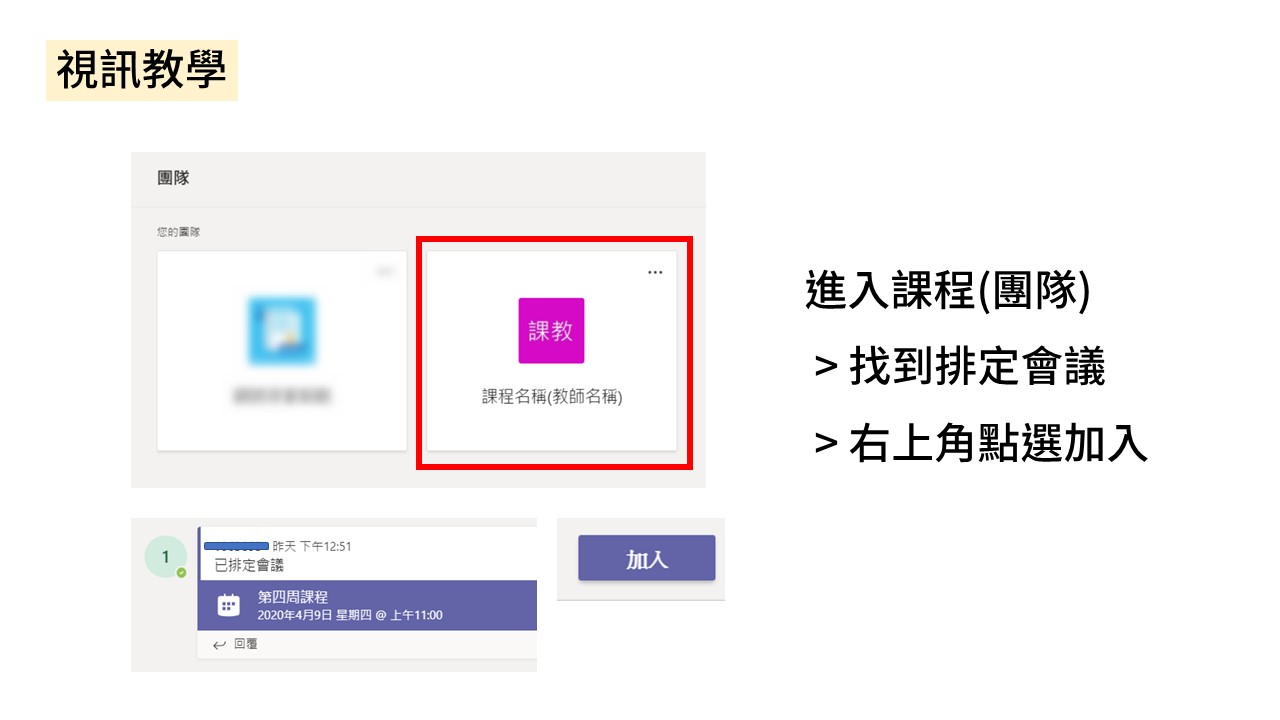 視訊教學
團隊
您的團隊
...
課教
課程名稱(教師名稱)
進入課程(團隊)
> 找到排定會議
> 右上角點選加入
1
昨天 下午12:51
已排定會議
第四周課程
2020年4月9日 星期四 @ 上午11:00
回覆
加入